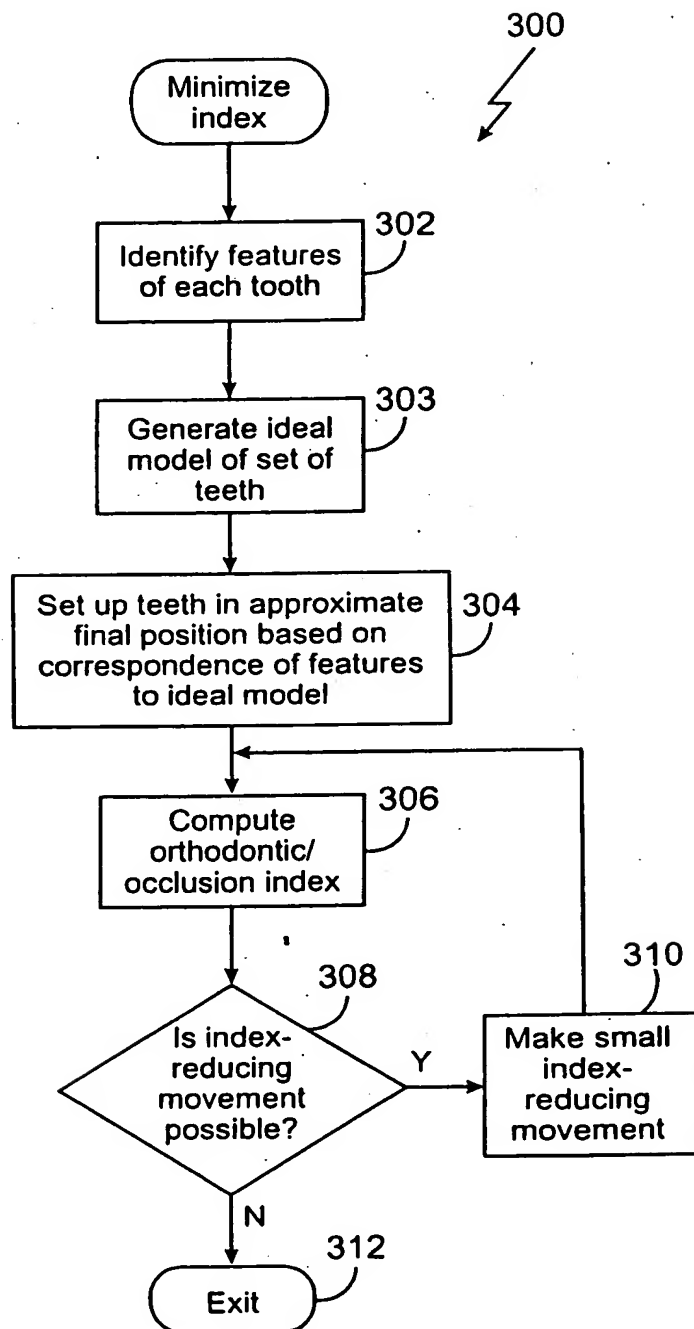 300
Minimize
index
302
Identify features
of each tooth
303
Generate ideal
model of set of
teeth
304
Set up teeth in approximate
final position based on
correspondence of features
to ideal model
306
Compute
orthodontic/
occlusion index
308
Is index-
reducing
movement
possible?
Y
310
Make small
index-
reducing
movement
N
312
Exit